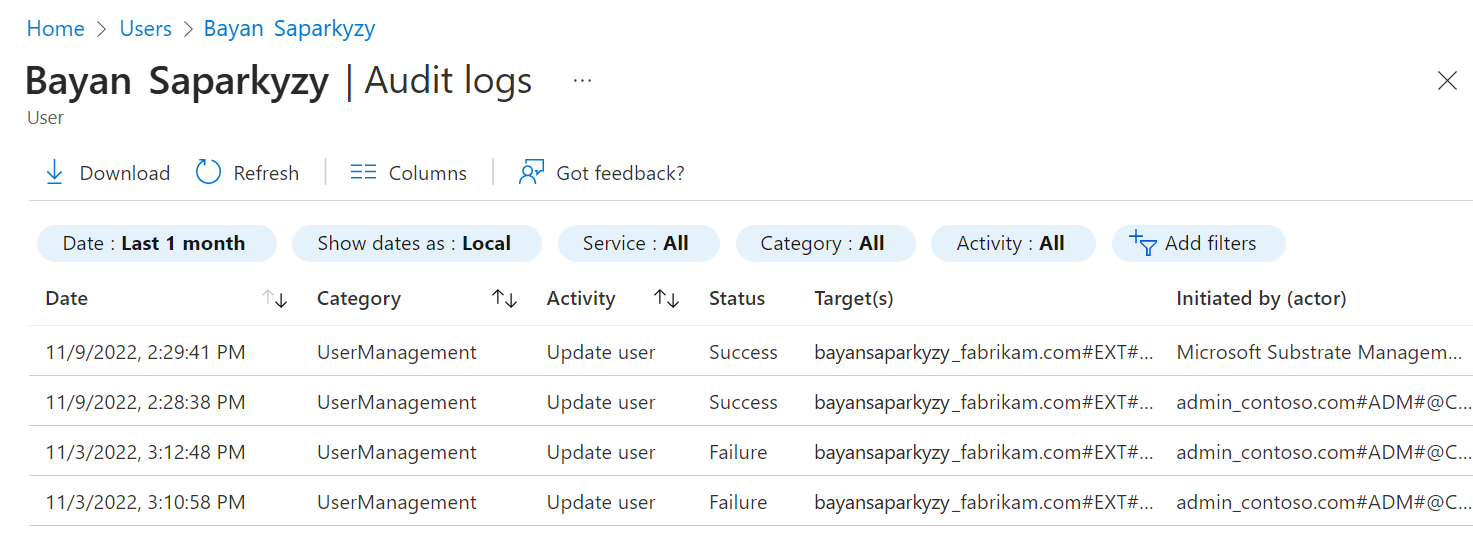 Home > Users > Bayan Saparkyzy
Bayan Saparkyzy | Audit logs ...
User
Download Refresh Columns Got feedback?
Date : Last 1 month Show dates as : Local Service : All Category : All Activity : All Add filters
Date Category Activity Status Target(s) Initiated by (actor)
11/9/2022, 2:29:41 PM UserManagement Update user Success bayansaparkyzy_fabrikam.com#EXT#... Microsoft Substrate Managem...
11/9/2022, 2:28:38 PM UserManagement Update user Success bayansaparkyzy_fabrikam.com#EXT#... admin_contoso.com#ADM#@C...
11/3/2022, 3:12:48 PM UserManagement Update user Failure bayansaparkyzy_fabrikam.com#EXT#... admin_contoso.com#ADM#@C...
11/3/2022, 3:10:58 PM UserManagement Update user Failure bayansaparkyzy_fabrikam.com#EXT#... admin_contoso.com#ADM#@C...